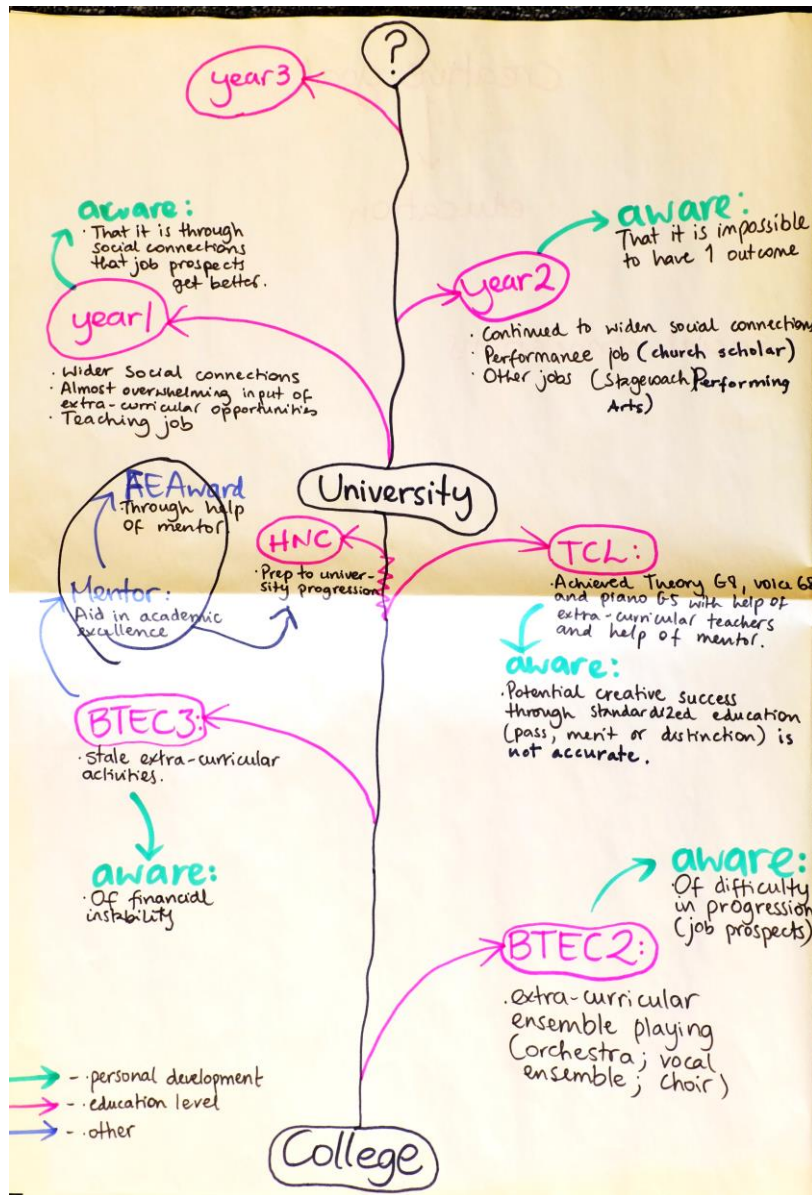 ?
year3
aware:
· That it is through
social connections
that job prospects
get better.
year1
· Wider social connections
· Almost overwhelming input of
extra-curricular opportunities
· Teaching job
aware:
That it is impossible
to have 1 outcome
year2
· Continued to widen social connections
· Performance job (church scholar)
· Other jobs (Stagecoach Performing
Arts)
University
AEAward
· Through help
of mentor.
Mentor:
Aid in academic
excellence
HNC
· Prep to univer-
sity progression
TCL:
· Achieved Theory G8, voice G8
and piano G5 with help of
extra-curricular teachers
and help of mentor.
aware:
· Potential creative success
through standardized education
(pass, merit or distinction) is
not accurate.
BTEC3:
· Stale extra-curricular
activities.
aware:
· Of financial
instability
aware:
· Of difficulty
in progression
(job prospects)
BTEC2:
· extra-curricular
ensemble playing
(orchestra; vocal
ensemble; choir)
- · personal development
- · education level
- · other
College